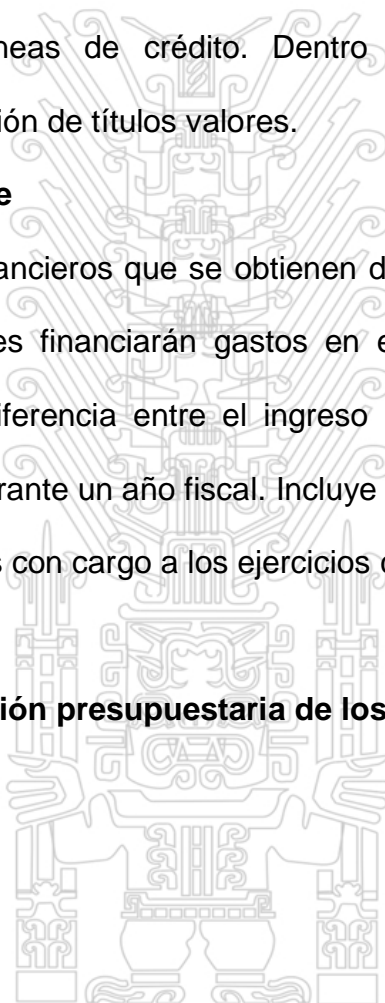 neas de crédito. Dentro
ión de títulos valores.
e
ancieros que se obtienen d
es financiarán gastos en e
iferencia entre el ingreso
rante un año fiscal. Incluye
s con cargo a los ejercicios
ión presupuestaria de los